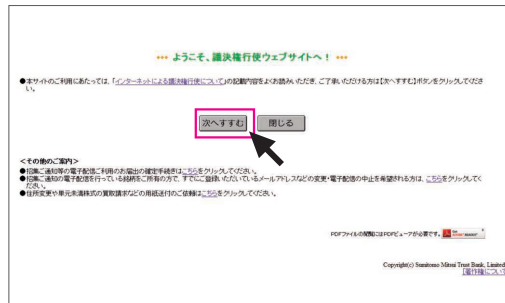 ••• ようこそ、議決権行使ウェブサイトへ! •••
●本サイトのご利用にあたっては、「インターネットによる議決権行使について」の記載内容をよくお読みいただき、ご了承いただける方は【次へすすむ】ボタンをクリックしてくださ
い。
次へすすむ 閉じる
<その他のご案内>
●招集ご通知等の電子配信ご利用のお届出の確定手続きはこちらをクリックしてください。
●招集ご通知の電子配信を行っている銘柄をご所有の方で、すでにご登録いただいているメールアドレスなどの変更・電子配信の中止を希望される方は、こちらをクリックしてく
ださい。
●住所変更や単元未満株式の買取請求などの用紙送付のご依頼はこちらをクリックしてください。
PDFファイルの閲覧にはPDFビューアが必要です。
Copyright(c) Sumitomo Mitsui Trust Bank, Limited
【著作権について